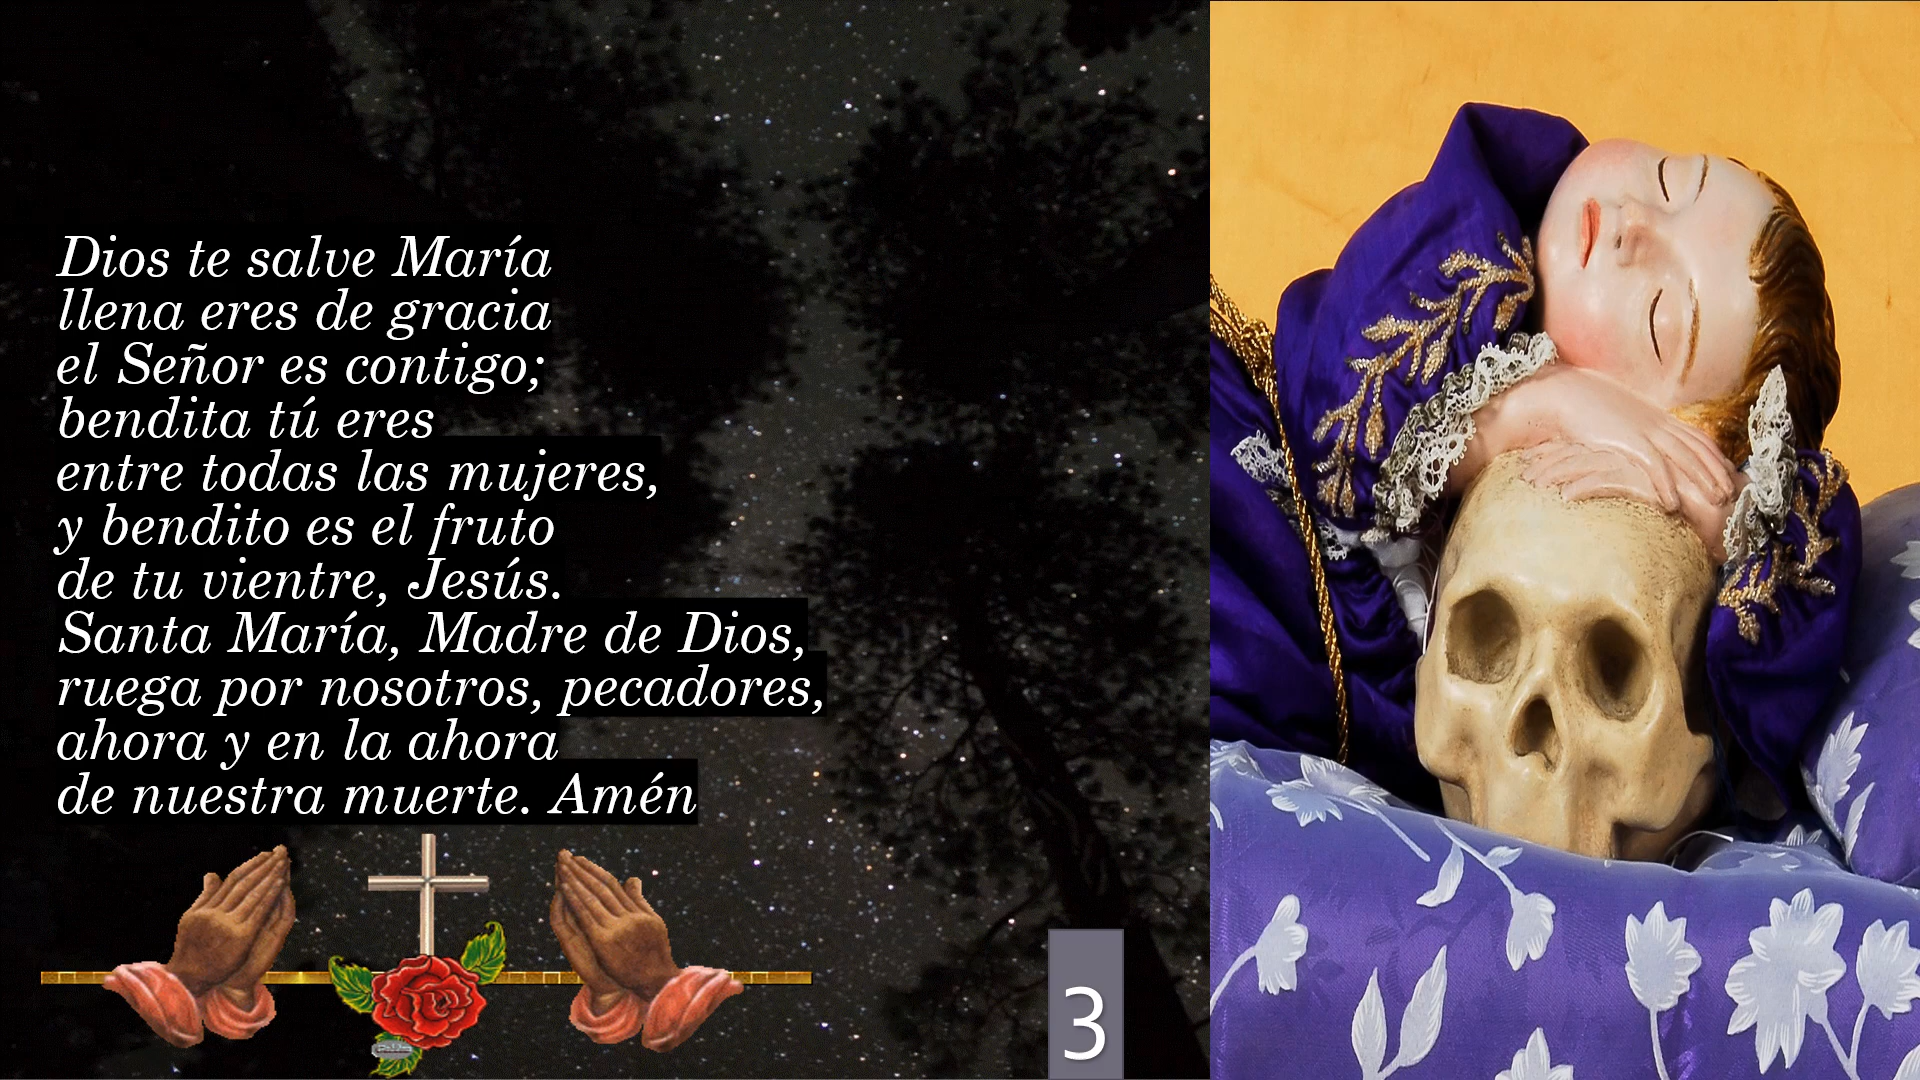 Dios te salve María
llena eres de gracia
el Señor es contigo;
bendita tú eres
entre todas las mujeres,
y bendito es el fruto
de tu vientre, Jesús.
Santa María, Madre de Dios,
ruega por nosotros, pecadores,
ahora y en la ahora
de nuestra muerte. Amén
3